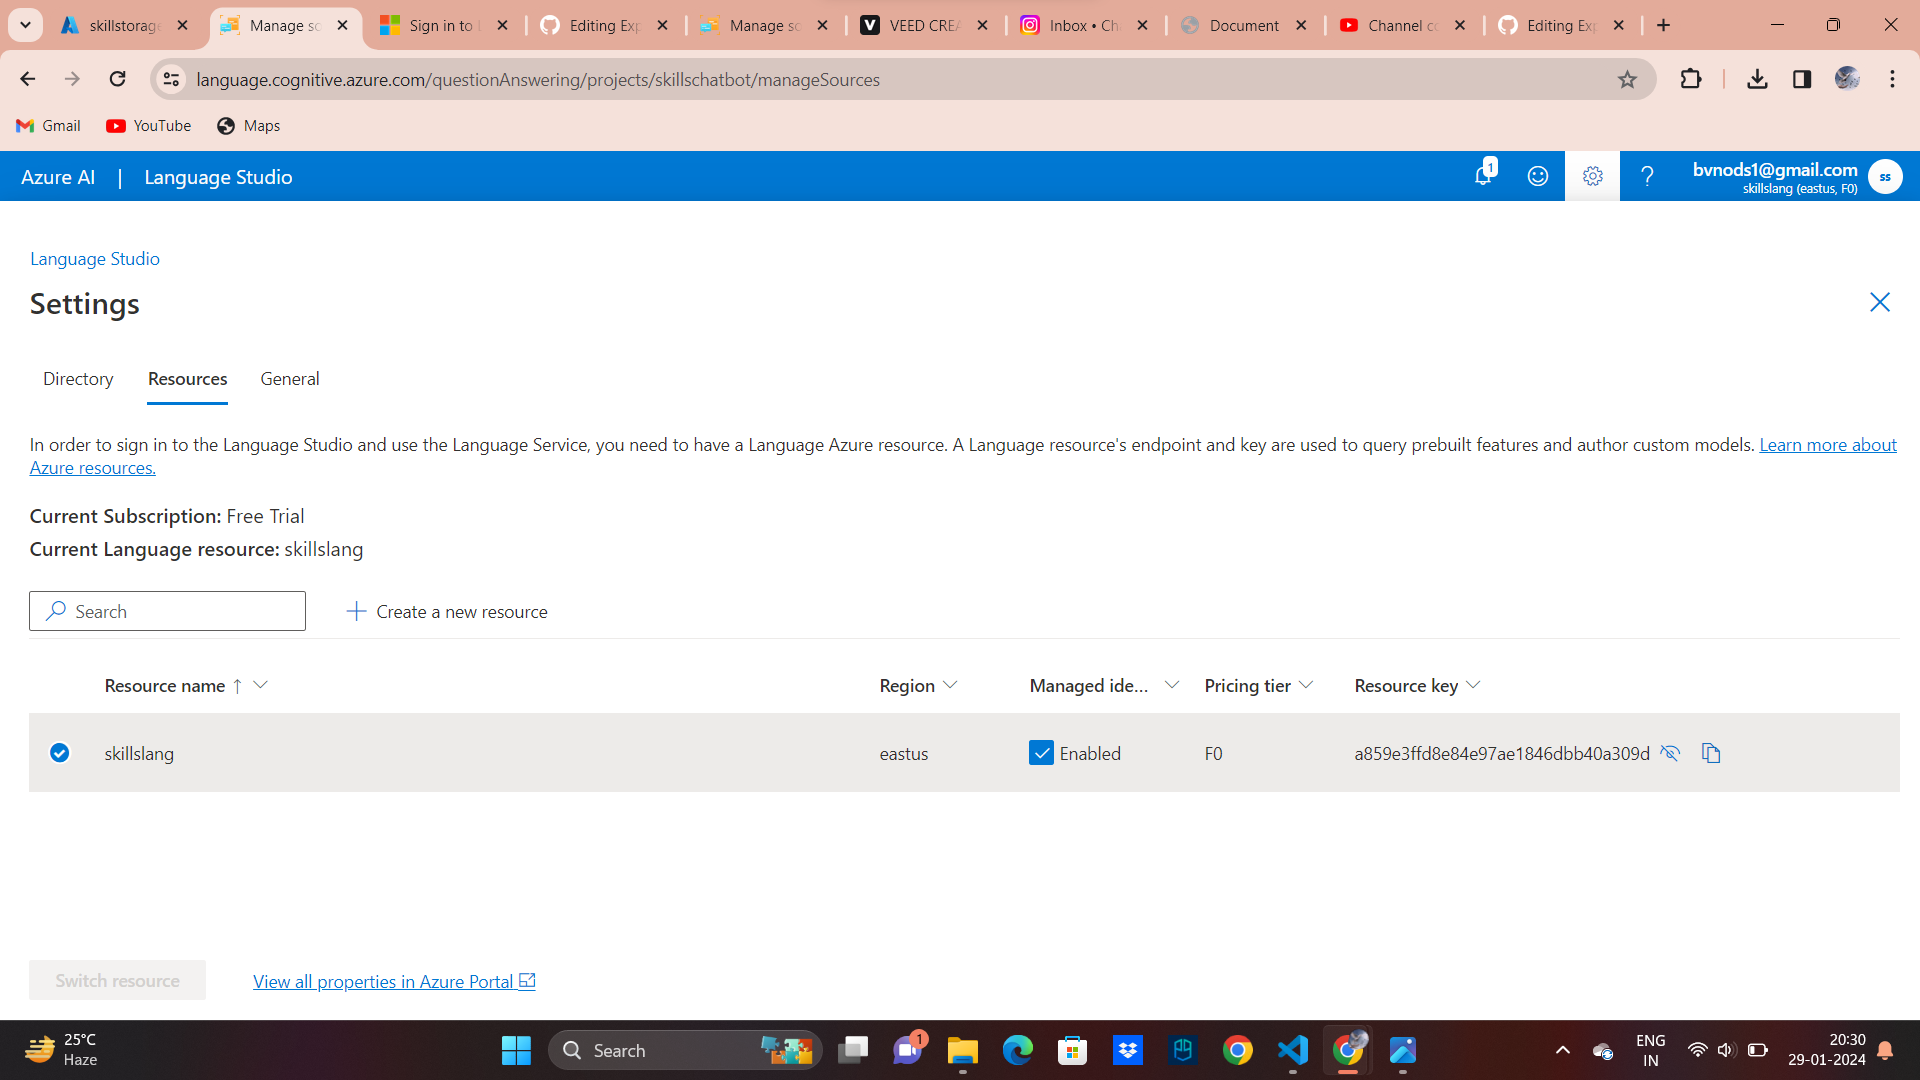 skillstorage
Manage so
Sign in to
Editing Exp
Manage so
VEED CREA
Inbox • Ch
Document
Channel co
Editing Exp
language.cognitive.azure.com/questionAnswering/projects/skillschatbot/manageSources
Gmail
YouTube
Maps
Azure AI | Language Studio
1
bvnods1@gmail.com
skillslang (eastus, F0)
ss
Language Studio
Settings
Directory
Resources
General
In order to sign in to the Language Studio and use the Language Service, you need to have a Language Azure resource. A Language resource's endpoint and key are used to query prebuilt features and author custom models. Learn more about
Azure resources.
Current Subscription: Free Trial
Current Language resource: skillslang
Search
Create a new resource
Resource name ↑
Region
Managed ide...
Pricing tier
Resource key
skillslang
eastus
Enabled
F0
a859e3ffd8e84e97ae1846dbb40a309d
Switch resource
View all properties in Azure Portal
25°C
Haze
Search
1
ENG
IN
20:30
29-01-2024